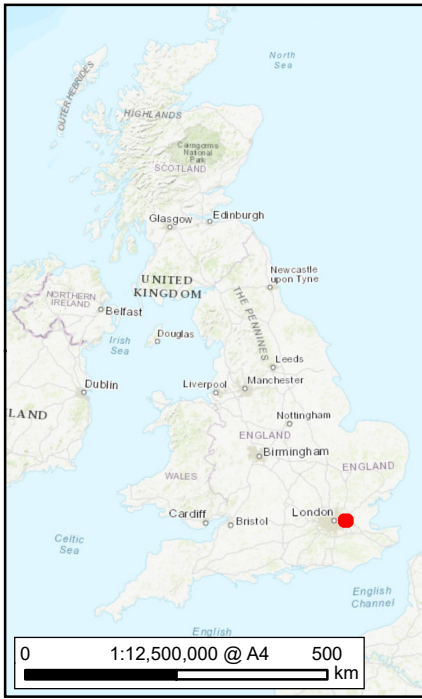 North
Sea
OUTER HEBRIDES
HIGHLANDS
Cairngorms
National
Park
SCOTLAND
Glasgow
Edinburgh
UNITED
KINGDOM
Newcastle
upon Tyne
NORTHERN
IRELAND
Belfast
THE PENNINES
Douglas
Irish
Sea
Leeds
Dublin
Liverpool
Manchester
LAND
Nottingham
ENGLAND
Birmingham
ENGLAND
WALES
London
Cardiff
Bristol
Celtic
Sea
English
Channel
English
0 1:12,500,000 @ A4 500
km